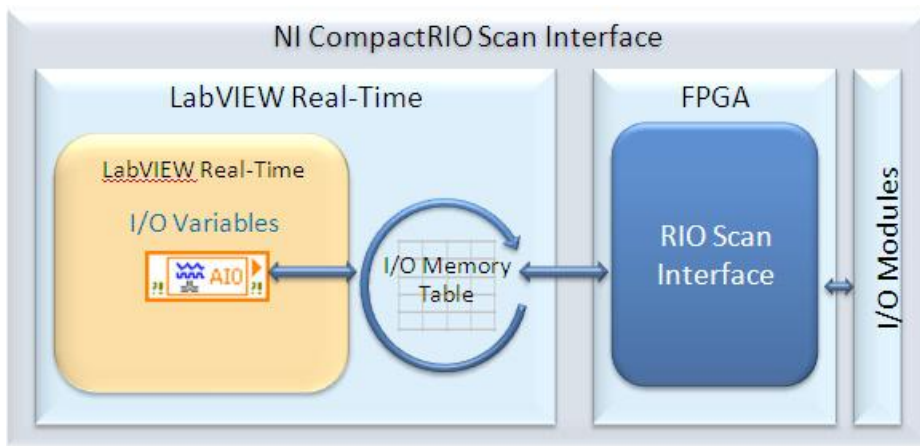 NI CompactRIO Scan Interface
LabVIEW Real-Time
LabVIEW Real-Time
I/O Variables
?! AI0 ?!
I/O Memory
Table
FPGA
RIO Scan
Interface
I/O Modules